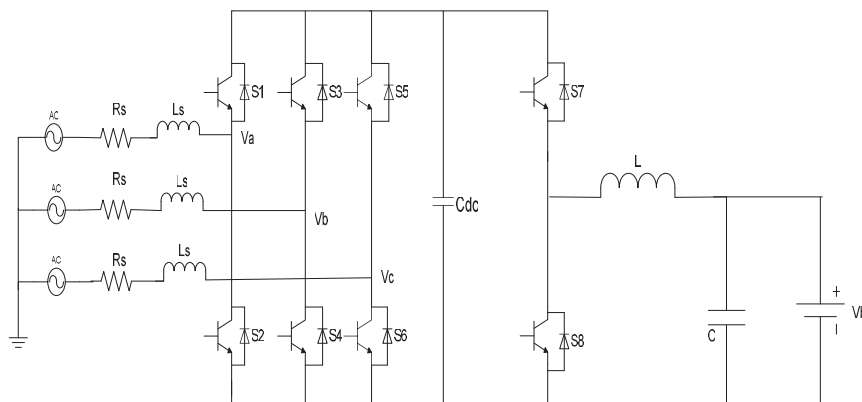 S1
S3
S5
S7
AC
Rs
Ls
Va
L
AC
Rs
Ls
Vb
Cdc
AC
Rs
Ls
Vc
+
C
−
S2
S4
S6
S8